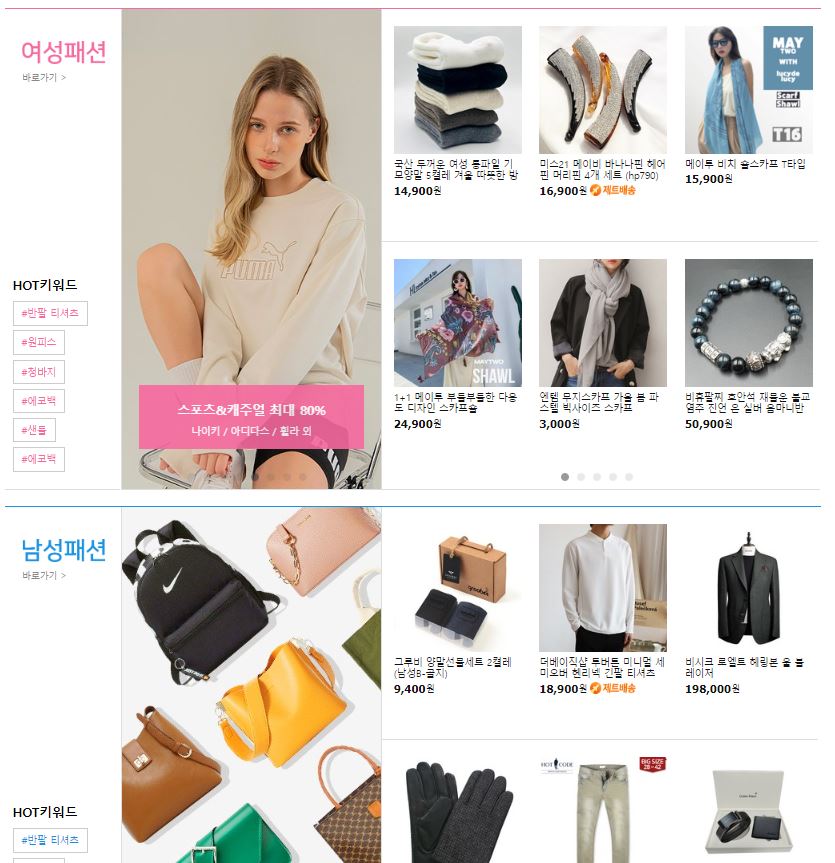 여성패션
바로가기 >
HOT키워드
#반팔 티셔츠
#원피스
#청바지
#에코백
#샌들
#에코백
PUMA
스포츠&캐주얼 최대 80%
나이키 / 아디다스 / 휠라 외
국산 두꺼운 여성 통파일 기
모양말 5켤레 겨울 따뜻한 방
14,900원
미스21 메이비 바나나핀 헤어
핀 머리핀 4개 세트 (hp790)
16,900원 제트배송
MAY
TWO
WITH
lucyde
lucy
Scarf
Shawl
T16
메이투 비치 숄스카프 T타입
15,900원
MAYTWO
SHAWL
1+1 메이투 부들부들한 다용
도 디자인 스카프숄
24,900원
엔텔 무지스카프 가을 봄 파
스텔 빅사이즈 스카프
3,000원
비휴팔찌 호안석 재물운 불교
염주 진언 은 실버 옴마니반
50,900원
남성패션
바로가기 >
HOT키워드
#반팔 티셔츠
groobee
그루비 양말선물세트 2켤레
(남성B-골지)
9,400원
더베이직샵 투버튼 미니멀 세
미오버 헨리넥 긴팔 티셔츠
18,900원 제트배송
비시크 로엘트 헤링본 울 블
레이저
198,000원
HOT CODE
BIG SIZE
28~42